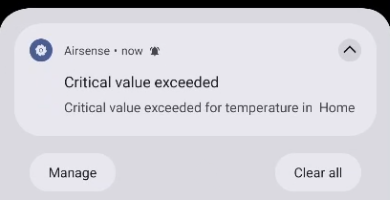 Airsense • now
Critical value exceeded
Critical value exceeded for temperature in  Home
Manage
Clear all